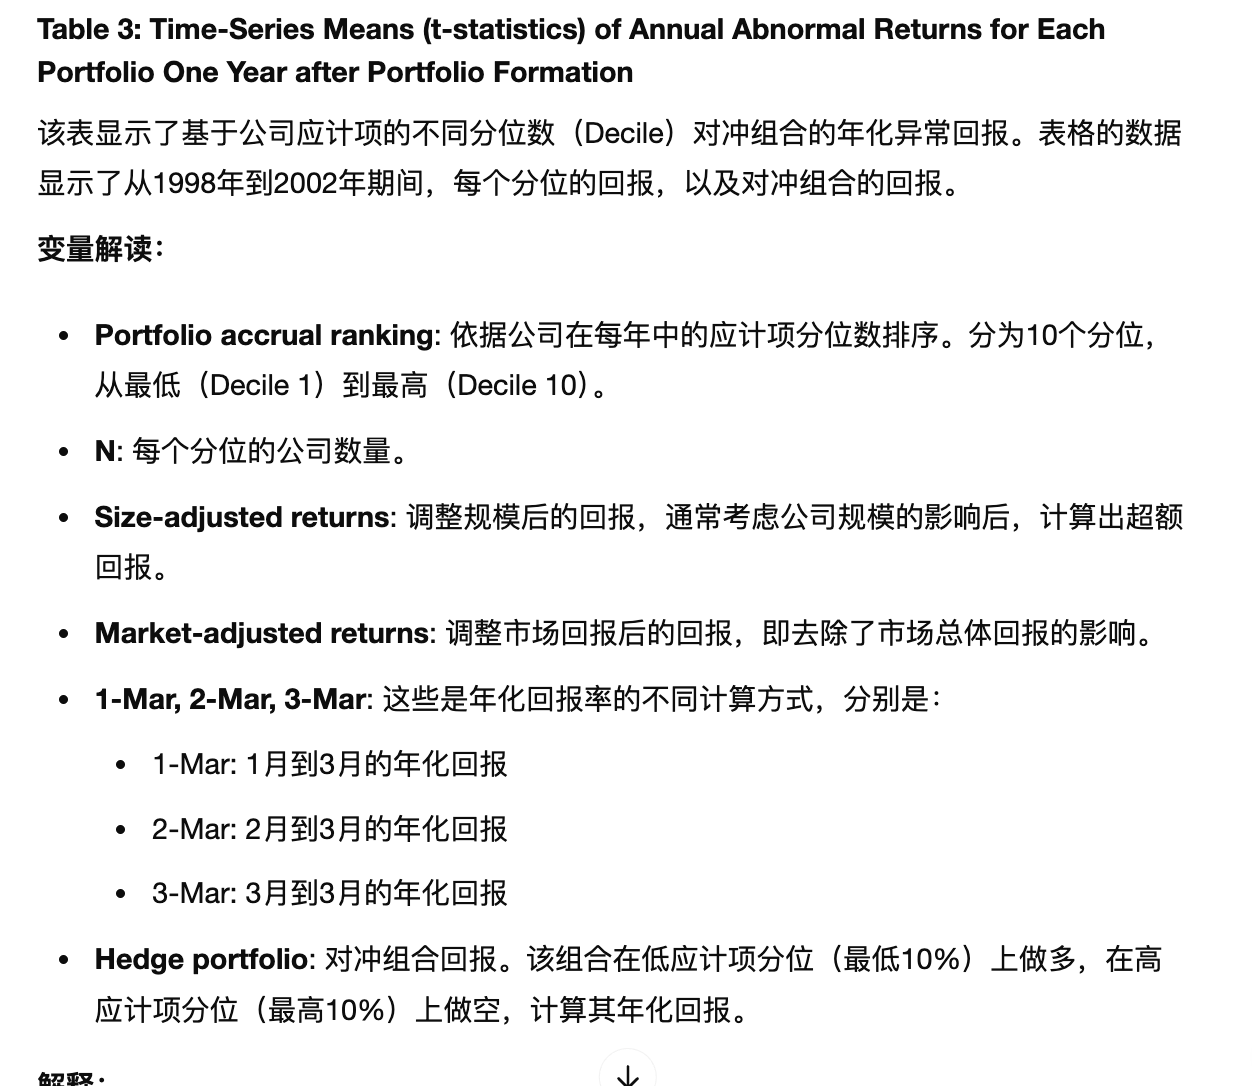 Table 3: Time-Series Means (t-statistics) of Annual Abnormal Returns for Each
Portfolio One Year after Portfolio Formation
该表显示了基于公司应计项的不同分位数（Decile）对冲组合的年化异常回报。表格的数据
显示了从1998年到2002年期间，每个分位的回报，以及对冲组合的回报。
变量解读：
• Portfolio accrual ranking: 依据公司在每年中的应计项分位数排序。分为10个分位，
从最低（Decile 1）到最高（Decile 10）。
• N: 每个分位的公司数量。
• Size-adjusted returns: 调整规模后的回报，通常考虑公司规模的影响后，计算出超额
回报。
• Market-adjusted returns: 调整市场回报后的回报，即去除了市场总体回报的影响。
• 1-Mar, 2-Mar, 3-Mar: 这些是年化回报率的不同计算方式，分别是：
• 1-Mar: 1月到3月的年化回报
• 2-Mar: 2月到3月的年化回报
• 3-Mar: 3月到3月的年化回报
• Hedge portfolio: 对冲组合回报。该组合在低应计项分位（最低10%）上做多，在高
应计项分位（最高10%）上做空，计算其年化回报。
解释：